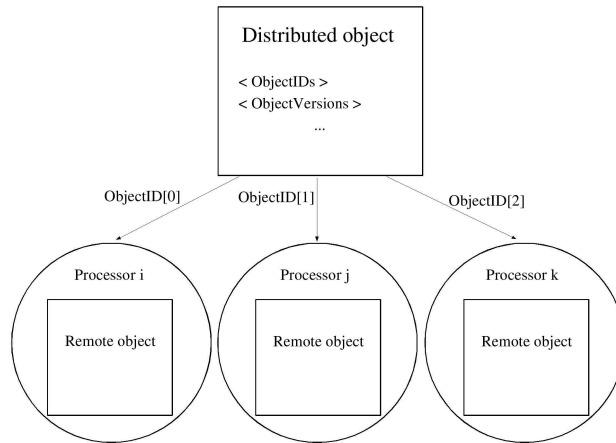 Distributed object
< ObjectIDs >
< ObjectVersions >
...
ObjectID[0]
ObjectID[1]
ObjectID[2]
Processor i
Processor j
Processor k
Remote object
Remote object
Remote object